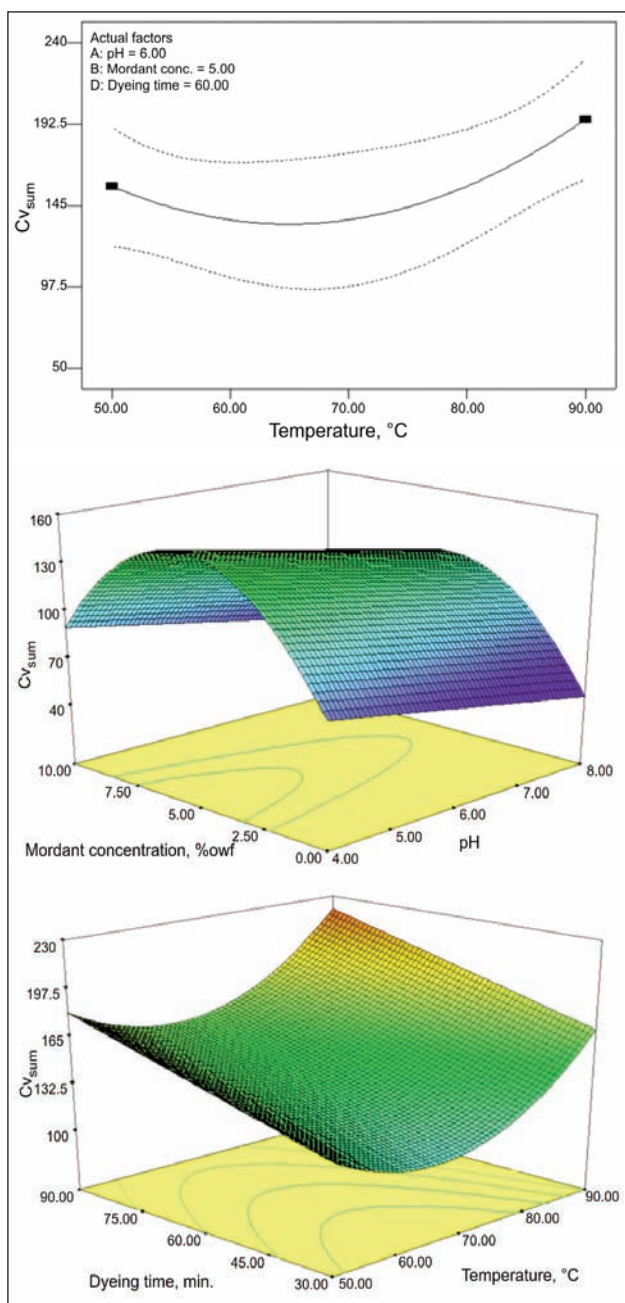 240
192.5
145
97.5
50
Cv_sum
Actual factors
A: pH = 6.00
B: Mordant conc. = 5.00
D: Dyeing time = 60.00
50.00 60.00 70.00 80.00 90.00
Temperature, °C
160
130
100
70
40
Cv_sum
10.00 7.50 5.00 2.50 0.00
Mordant concentration, %owf
4.00 5.00 6.00 7.00 8.00
pH
230
197.5
165
132.5
100
Cv_sum
90.00 75.00 60.00 45.00 30.00
Dyeing time, min.
50.00 60.00 70.00 80.00 90.00
Temperature, °C